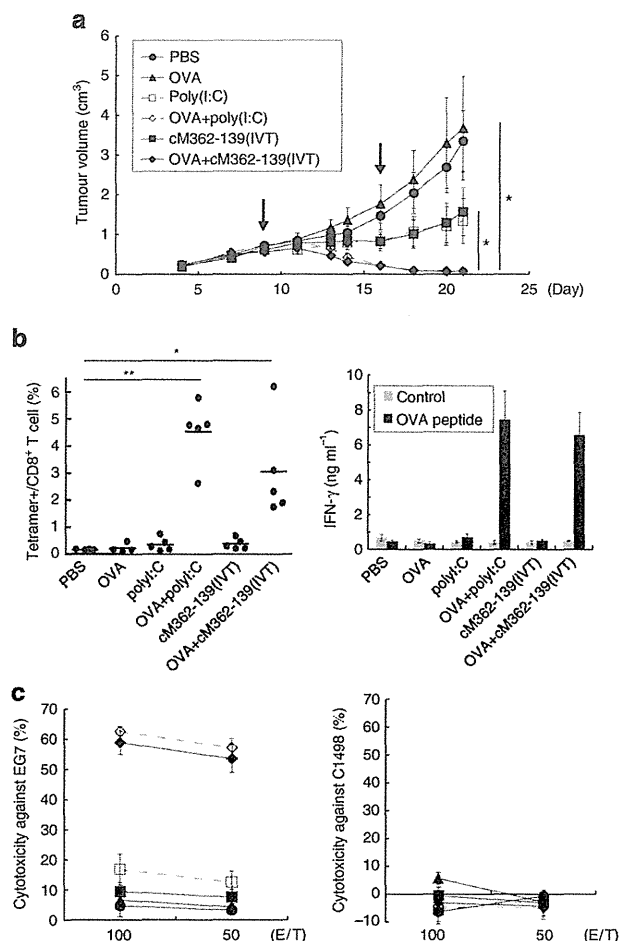 a
Tumour volume (cm³)
6
5
4
3
2
1
0
PBS
OVA
Poly(I:C)
OVA+poly(I:C)
cM362-139(IVT)
OVA+cM362-139(IVT)
*
*
0 5 10 15 20 25 (Day)
b
Tetramer+/CD8⁺ T cell (%)
*
**
6
5
4
3
2
1
0
PBS
OVA
polyI:C
OVA+polyI:C
cM362-139(IVT)
OVA+cM362-139(IVT)
IFN-γ (ng ml⁻¹)
10
8
6
4
2
0
Control
OVA peptide
PBS
OVA
polyI:C
OVA+polyI:C
cM362-139(IVT)
OVA+cM362-139(IVT)
c
Cytotoxicity against EG7 (%)
70
60
50
40
30
20
10
0
100 50 (E/T)
Cytotoxicity against C1498 (%)
70
60
50
40
30
20
10
0
−10
100 50 (E/T)